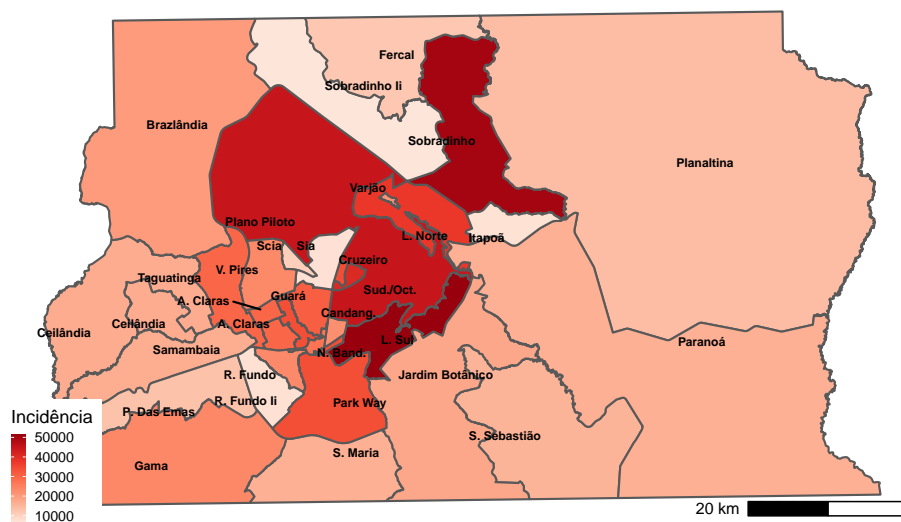 Fercal
Sobradinho Ii
Brazlândia
Sobradinho
Planaltina
Varjão
Plano Piloto
L. Norte
Itapoã
Scia
Sia
Cruzeiro
V. Pires
Taguatinga
Sud./Oct.
A. Claras
Guará
Candang.
Ceilândia
A. Claras
Ceilândia
L. Sul
Paranoá
Samambaia
N. Band.
R. Fundo
Jardim Botânico
R. Fundo Ii
Park Way
P. Das Emas
S. Sebastião
S. Maria
Gama
Incidência
50000
40000
30000
20000
10000
20 km